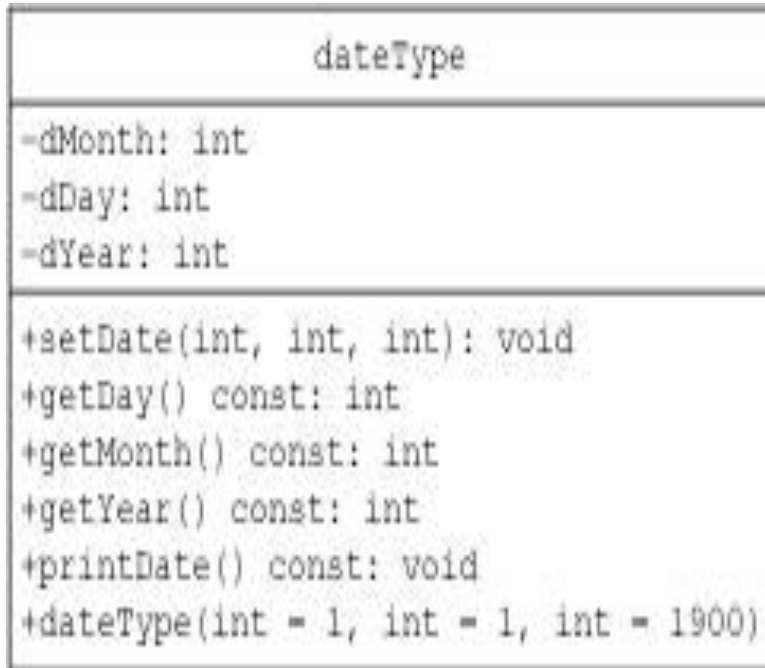 dateType
-dMonth: int
-dDay: int
-dYear: int
+setDate(int, int, int): void
+getDay() const: int
+getMonth() const: int
+getYear() const: int
+printDate() const: void
+dateType(int = 1, int = 1, int = 1900)